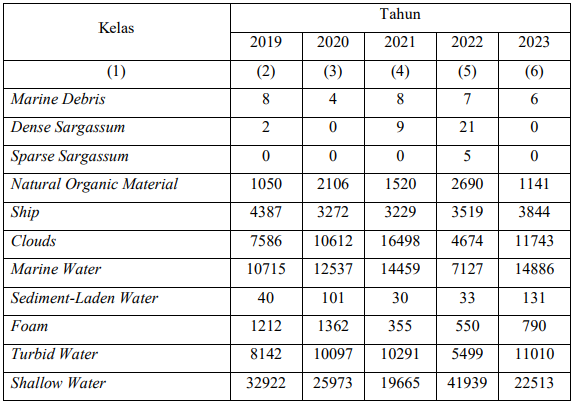 Kelas Tahun
2019 2020 2021 2022 2023
(1) (2) (3) (4) (5) (6)
Marine Debris 8 4 8 7 6
Dense Sargassum 2 0 9 21 0
Sparse Sargassum 0 0 0 5 0
Natural Organic Material 1050 2106 1520 2690 1141
Ship 4387 3272 3229 3519 3844
Clouds 7586 10612 16498 4674 11743
Marine Water 10715 12537 14459 7127 14886
Sediment-Laden Water 40 101 30 33 131
Foam 1212 1362 355 550 790
Turbid Water 8142 10097 10291 5499 11010
Shallow Water 32922 25973 19665 41939 22513